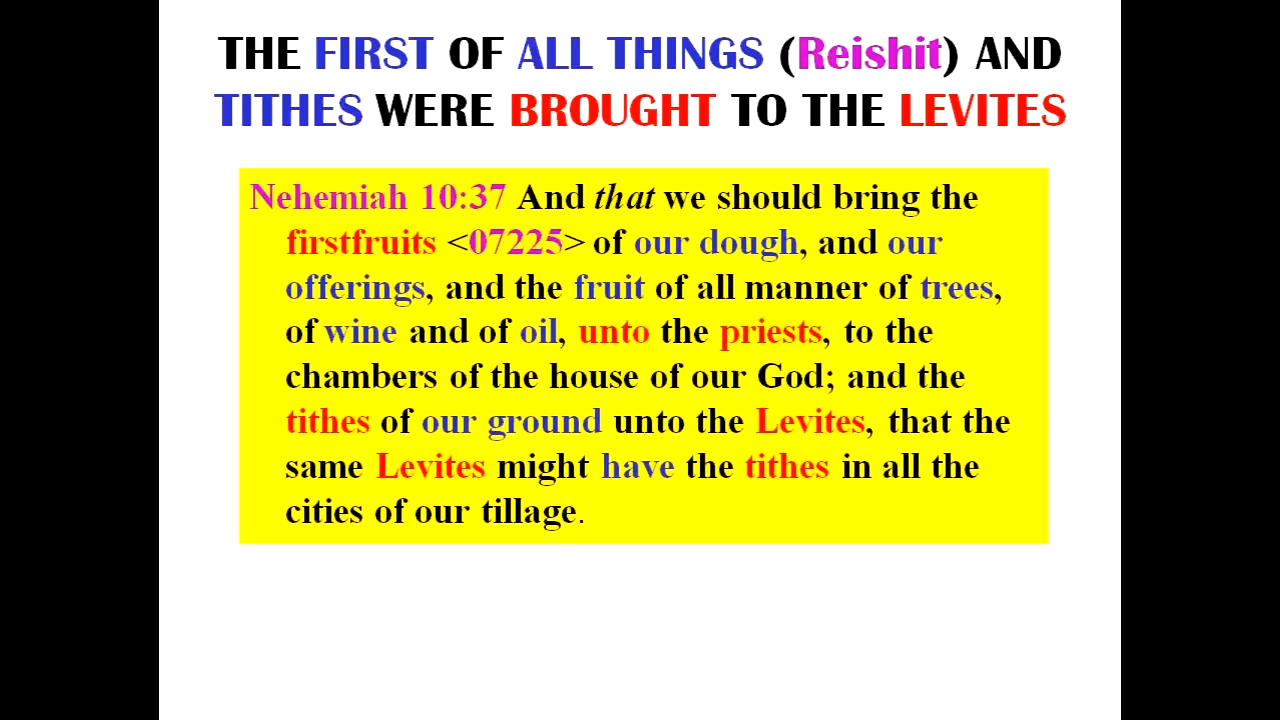 THE FIRST OF ALL THINGS (Reishit) AND
TITHES WERE BROUGHT TO THE LEVITES
Nehemiah 10:37 And that we should bring the
firstfruits <07225> of our dough, and our
offerings, and the fruit of all manner of trees,
of wine and of oil, unto the priests, to the
chambers of the house of our God; and the
tithes of our ground unto the Levites, that the
same Levites might have the tithes in all the
cities of our tillage.